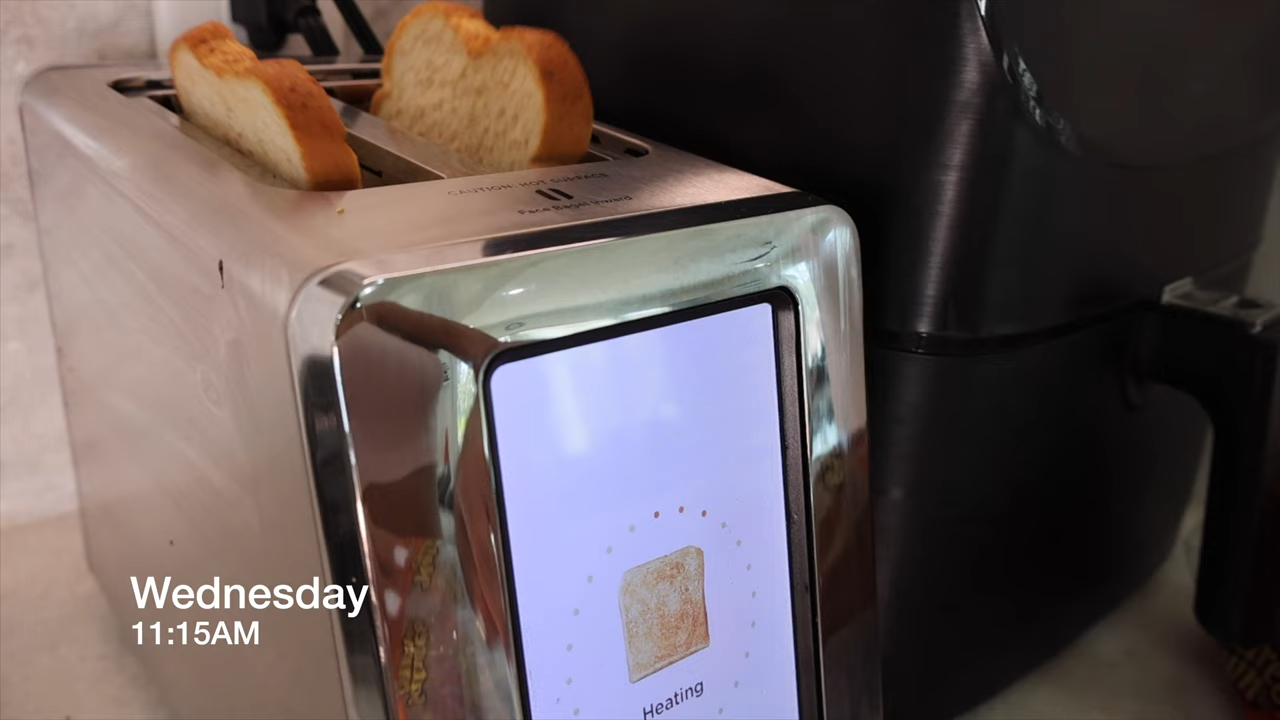 CAUTION: HOT SURFACE
Face Bagel Inward
Heating
Wednesday
11:15AM